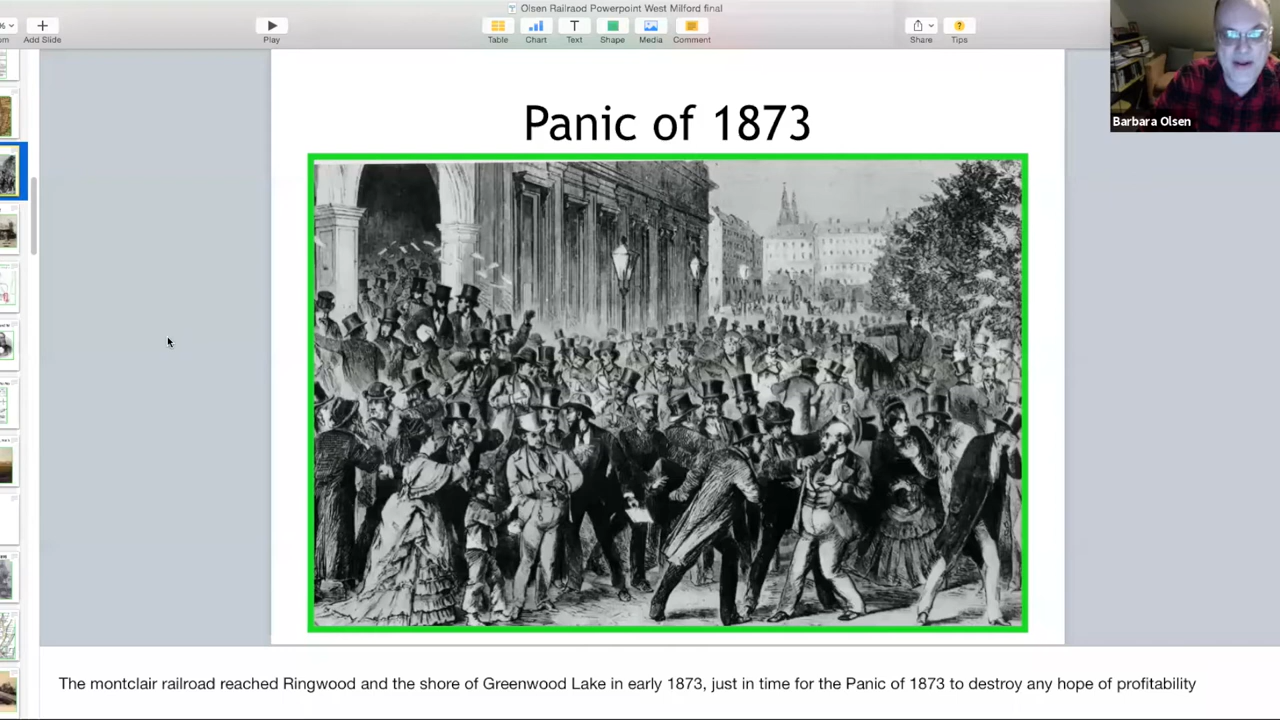 Olsen Railraod Powerpoint West Milford final
Add Slide
Play
Table
Chart
Text
Shape
Media
Comment
Share
Tips
Barbara Olsen
Panic of 1873
The montclair railroad reached Ringwood and the shore of Greenwood Lake in early 1873, just in time for the Panic of 1873 to destroy any hope of profitability